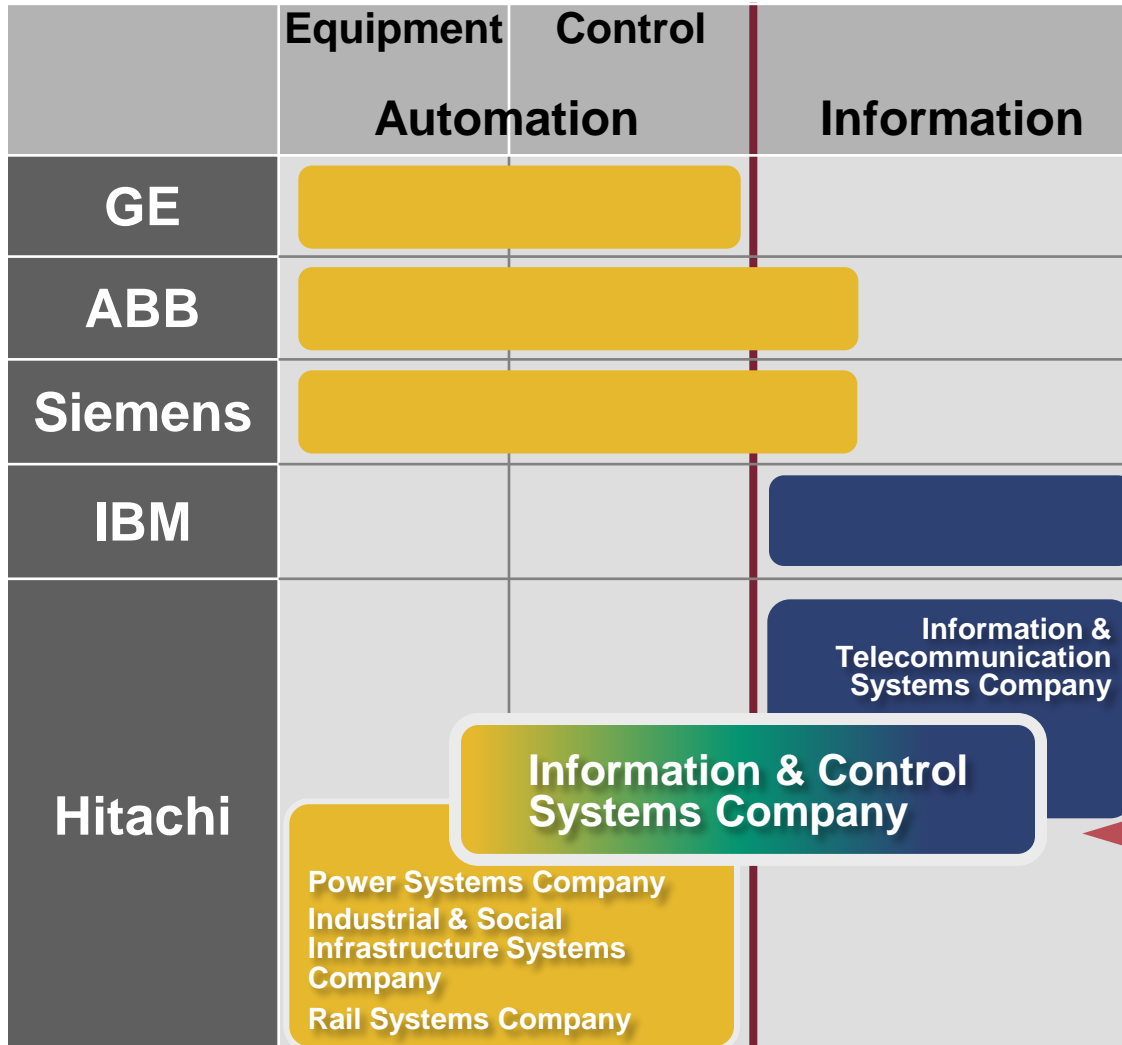 Equipment Control
Automation Information
GE
ABB
Siemens
IBM
Hitachi
Information &
Telecommunication
Systems Company
Information & Control
Systems Company
Power Systems Company
Industrial & Social
Infrastructure Systems
Company
Rail Systems Company